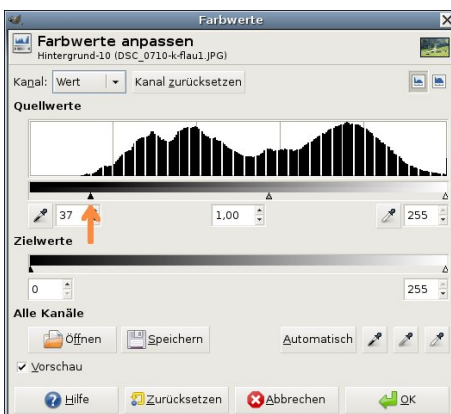 Farbwerte
Farbwerte anpassen
Hintergrund-10 (DSC_0710-k-flau1.JPG)
Kanal: Wert Kanal zurücksetzen
Quellwerte
37 1,00 255
Zielwerte
0 255
Alle Kanäle
Öffnen Speichern Automatisch
Vorschau
Hilfe Zurücksetzen Abbrechen OK